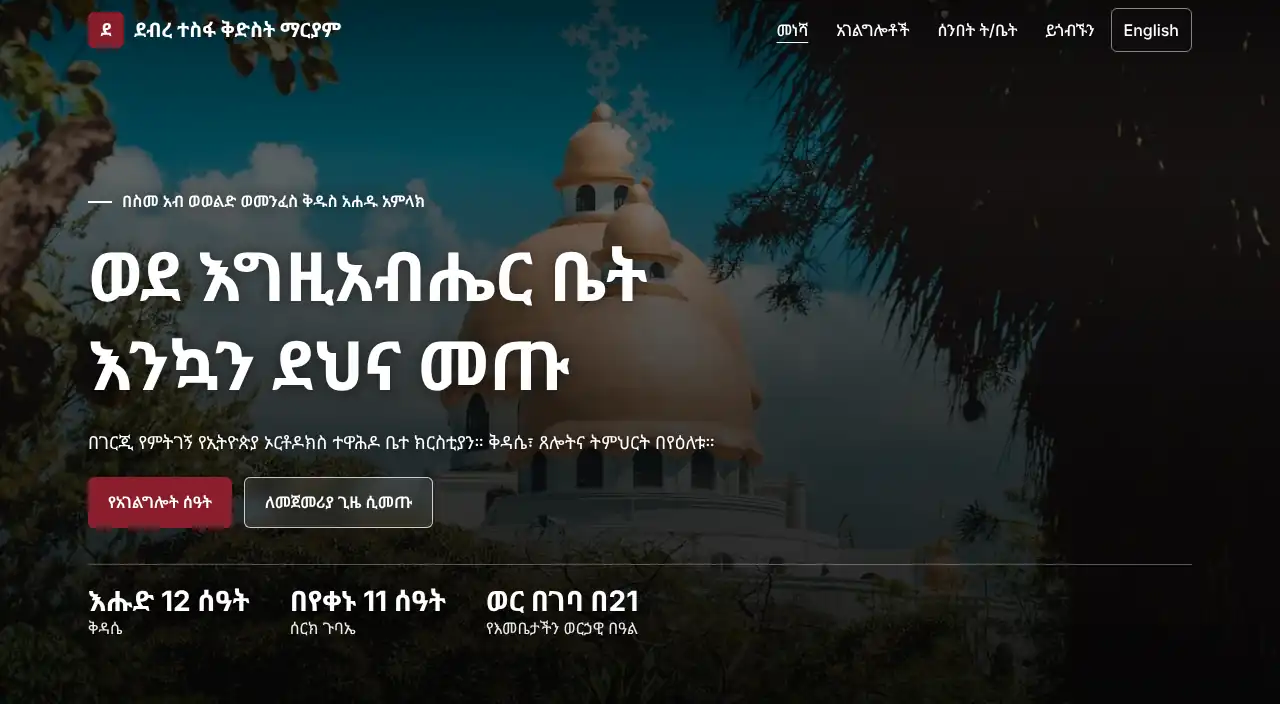 ደ ደብረ ተስፋ ቅድስት ማርያም
መነሻ አገልግሎቶች ሰንበት ት/ቤት ይጎብኙን English
በስመ አብ ወወልድ ወመንፈስ ቅዱስ አሐዱ አምላክ
ወደ እግዚአብሔር ቤት
እንኳን ደህና መጡ
በገርጂ የምትገኝ የኢትዮጵያ ኦርቶዶክስ ተዋሕዶ ቤተ ክርስቲያን። ቅዳሴ፣ ጸሎትና ትምህርት በየዕለቱ።
የአገልግሎት ሰዓት ለመጀመሪያ ጊዜ ሲመጡ
እሑድ 12 ሰዓት በየቀኑ 11 ሰዓት ወር በገባ በ21
ቅዳሴ ሰርክ ጉባኤ የአመቤታችን ወርኃዊ በዓል